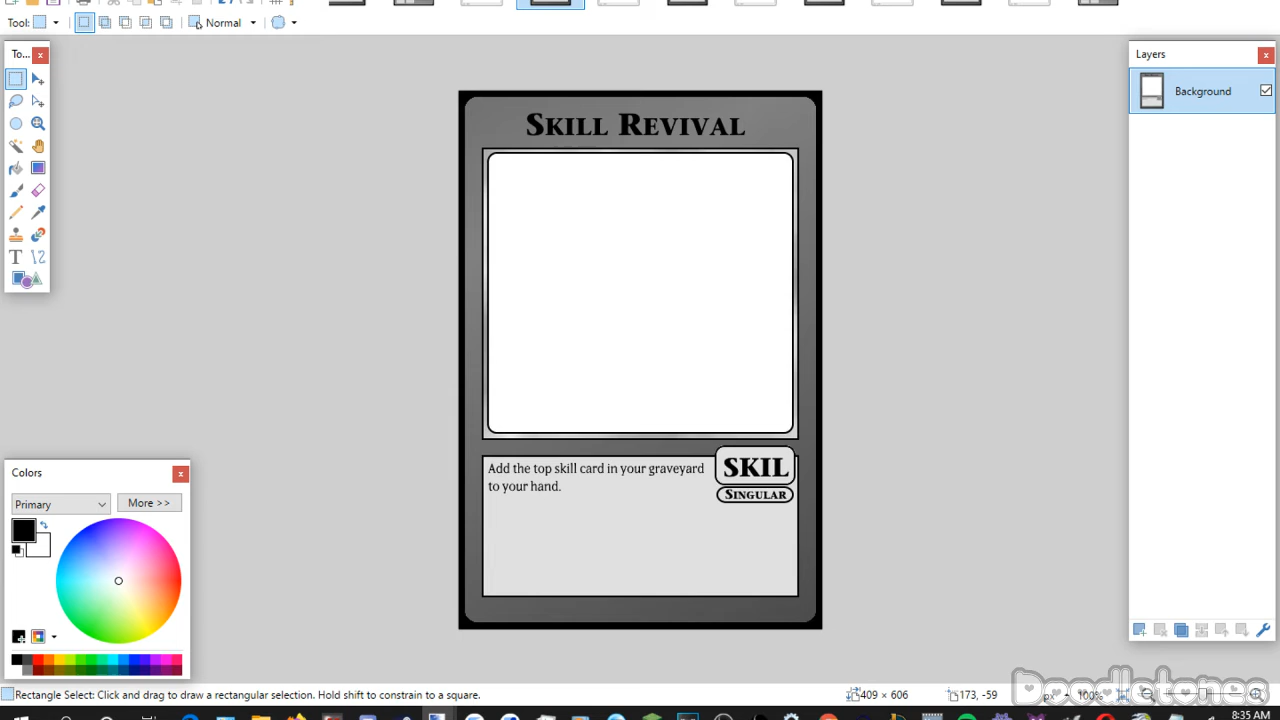 Tool:
Normal
To...
Layers
Background
Skill Revival
Add the top skill card in your graveyard
to your hand.
SKIL
Singular
Colors
Primary
More >>
Rectangle Select: Click and drag to draw a rectangular selection. Hold shift to constrain to a square.
409 × 606
173, -59
px
100%
Doodletones
8:35 AM